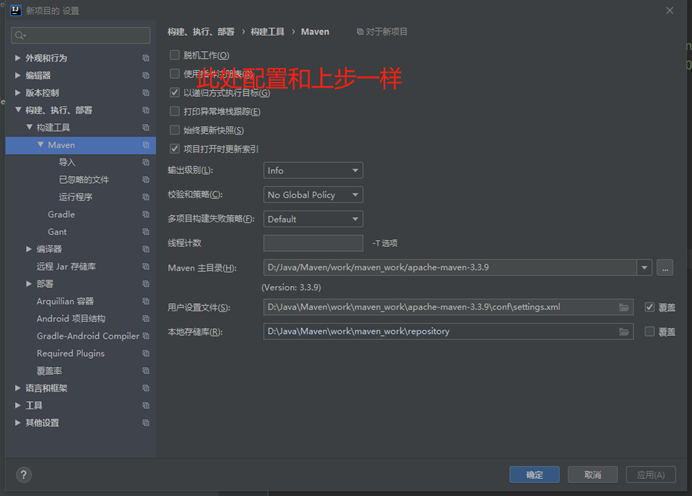 新项目的 设置
构建、执行、部署 › 构建工具 › Maven 对于新项目
外观和行为
编辑器
版本控制
构建、执行、部署
构建工具
Maven
导入
已忽略的文件
运行程序
Gradle
Gant
编译器
远程 Jar 存储库
部署
Arquillian 容器
Android 项目结构
Gradle-Android Compiler
Required Plugins
覆盖率
语言和框架
工具
其他设置
脱机工作(O)
此处配置和上步一样
以递归方式执行目标(G)
打印异常堆栈跟踪(E)
始终更新快照(S)
项目打开时更新索引
输出级别(L): Info
校验和策略(C): No Global Policy
多项目构建失败策略(F): Default
线程计数 -T 选项
Maven 主目录(H): D:/Java/Maven/work/maven_work/apache-maven-3.3.9 ...
(Version: 3.3.9)
用户设置文件(S): D:\Java\Maven\work\maven_work\apache-maven-3.3.9\conf\settings.xml 覆盖
本地存储库(R): D:\Java\Maven\work\maven_work\repository 覆盖
? 确定 取消 应用(A)